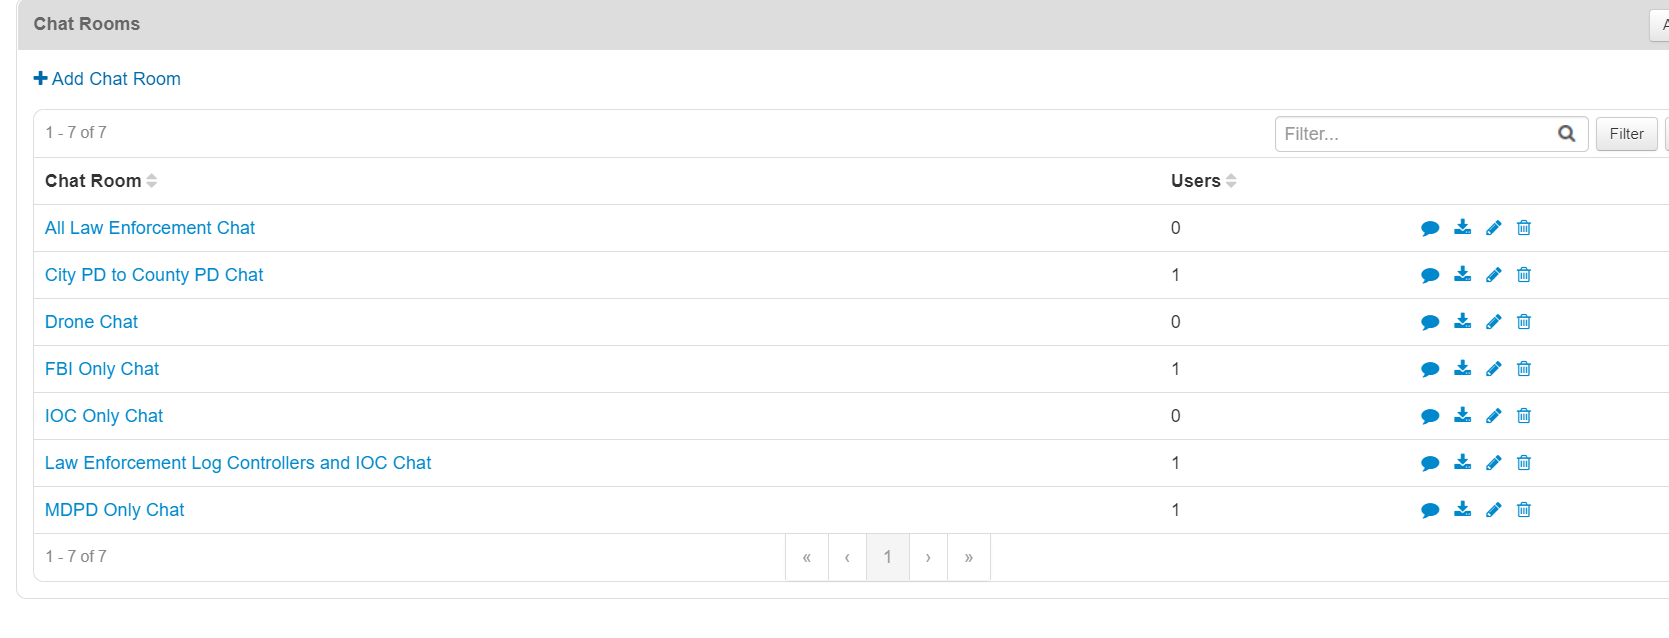 Chat Rooms
Add Chat Room
1 - 7 of 7 Filter... Filter
Chat Room Users
All Law Enforcement Chat 0
City PD to County PD Chat 1
Drone Chat 0
FBI Only Chat 1
IOC Only Chat 0
Law Enforcement Log Controllers and IOC Chat 1
MDPD Only Chat 1
1 - 7 of 7 « ‹ 1 › »